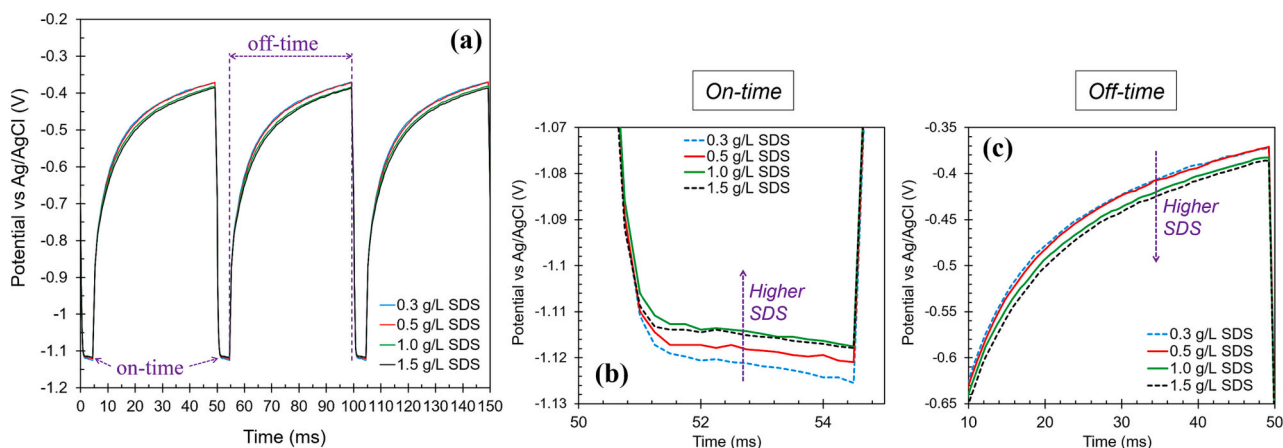 (a)
off-time
on-time
Potential vs Ag/AgCl (V)
-0.2
-0.3
-0.4
-0.5
-0.6
-0.7
-0.8
-0.9
-1
-1.1
-1.2
0.3 g/L SDS
0.5 g/L SDS
1.0 g/L SDS
1.5 g/L SDS
0 10 20 30 40 50 60 70 80 90 100 110 120 130 140 150
Time (ms)
On-time
(b)
Potential vs Ag/AgCl (V)
-1.07
-1.08
-1.09
-1.1
-1.11
-1.12
-1.13
0.3 g/L SDS
0.5 g/L SDS
1.0 g/L SDS
1.5 g/L SDS
Higher
SDS
50 52 54
Time (ms)
Off-time
(c)
Potential vs Ag/AgCl (V)
-0.35
-0.4
-0.45
-0.5
-0.55
-0.6
-0.65
Higher
SDS
0.3 g/L SDS
0.5 g/L SDS
1.0 g/L SDS
1.5 g/L SDS
10 20 30 40 50
Time (ms)